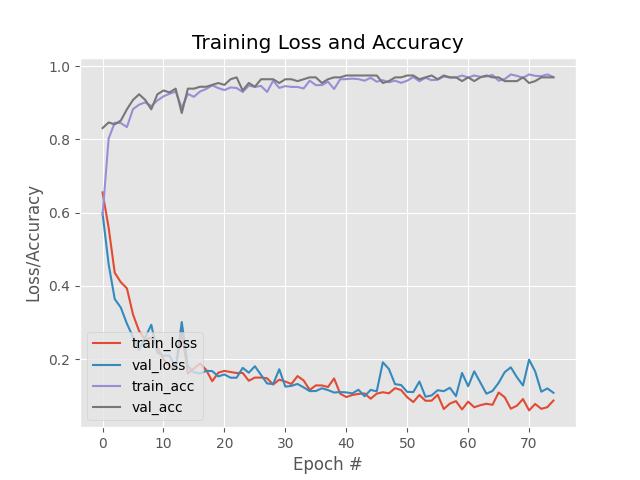 Training Loss and Accuracy
1.0
0.8
0.6
0.4
0.2
Loss/Accuracy
train_loss
val_loss
train_acc
val_acc
0 10 20 30 40 50 60 70
Epoch #